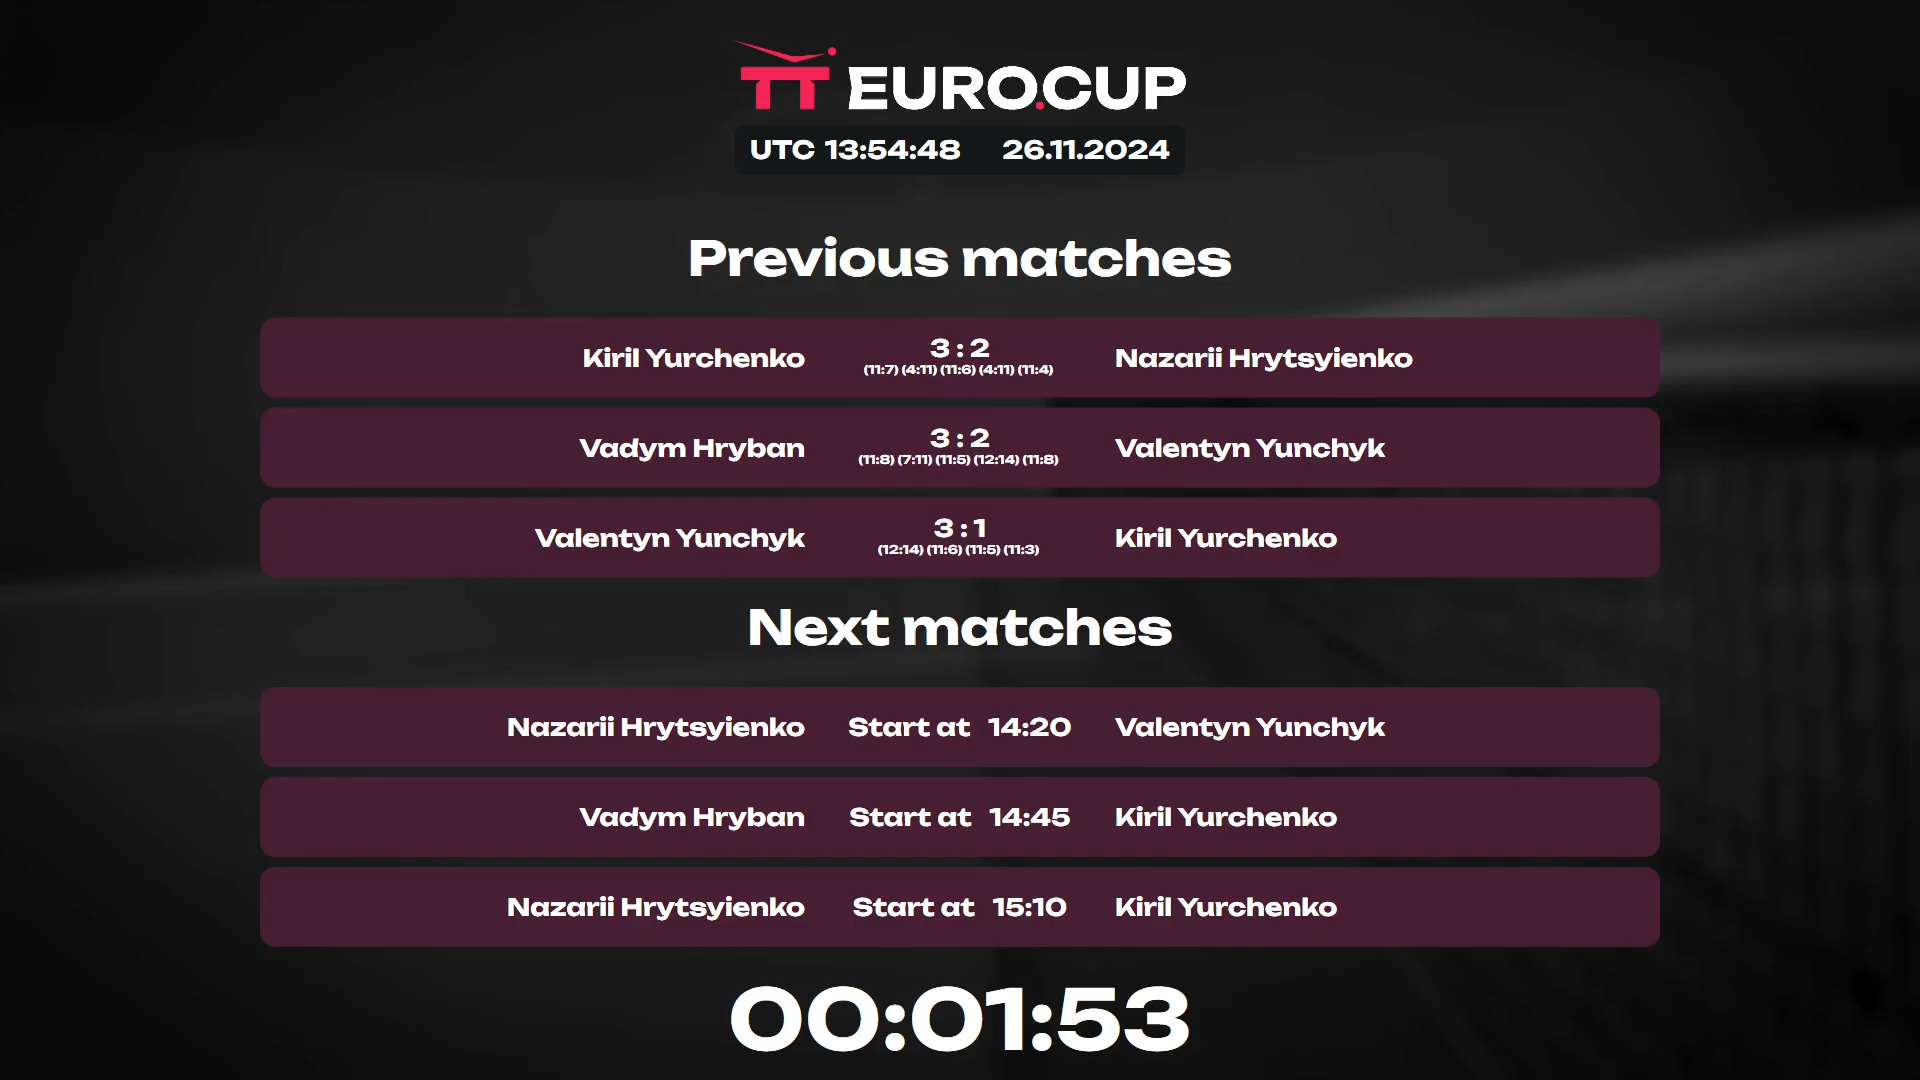 TT EURO.CUP
UTC 13:54:48 26.11.2024
Previous matches
Kiril Yurchenko 3 : 2 Nazarii Hrytsyienko
(11:7) (4:11) (11:6) (4:11) (11:4)
Vadym Hryban 3 : 2 Valentyn Yunchyk
(11:8) (7:11) (11:5) (12:14) (11:8)
Valentyn Yunchyk 3 : 1 Kiril Yurchenko
(12:14) (11:6) (11:5) (11:3)
Next matches
Nazarii Hrytsyienko Start at 14:20 Valentyn Yunchyk
Vadym Hryban Start at 14:45 Kiril Yurchenko
Nazarii Hrytsyienko Start at 15:10 Kiril Yurchenko
00:01:53